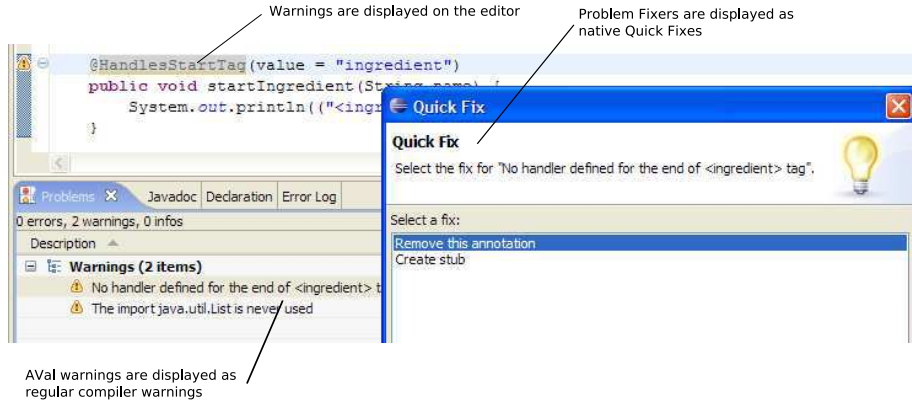 Warnings are displayed on the editor
Problem Fixers are displayed as
native Quick Fixes
@HandlesStartTag(value = "ingredient")
public void startIngredient(String name) {
System.out.println(("<ingr
}
Quick Fix
Quick Fix
Select the fix for "No handler defined for the end of <ingredient> tag".
Select a fix:
Remove this annotation
Create stub
Problems
Javadoc
Declaration
Error Log
0 errors, 2 warnings, 0 infos
Description
Warnings (2 items)
No handler defined for the end of <ingredient> t
The import java.util.List is never used
AVal warnings are displayed as
regular compiler warnings